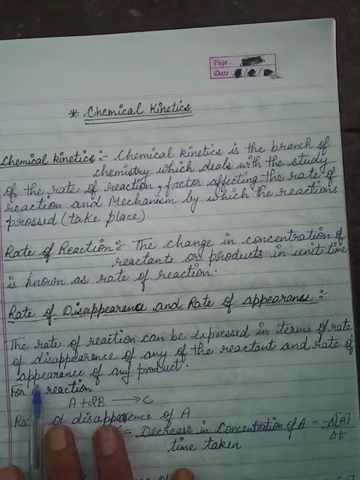 Page
Date
* Chemical Kinetics
Chemical kinetics:- Chemical kinetics is the branch of
chemistry which deals with the study
of the rate of reaction, factor affecting the rate of
reaction and Mechanism by which the reactions
prossed (take place).
Rate of Reaction:- The change in concentration of
reactants or products in unit time
is known as rate of reaction.
Rate of Disappearance and Rate of appearance:-
The rate of reaction can be expressed in terms of rate
of disappearence of any of the reactant and rate of
appearance of any product.
For reaction
A+2B → C
of disappearence of A
= Decrease in Concentration of A / time taken = -Δ[A] / Δt